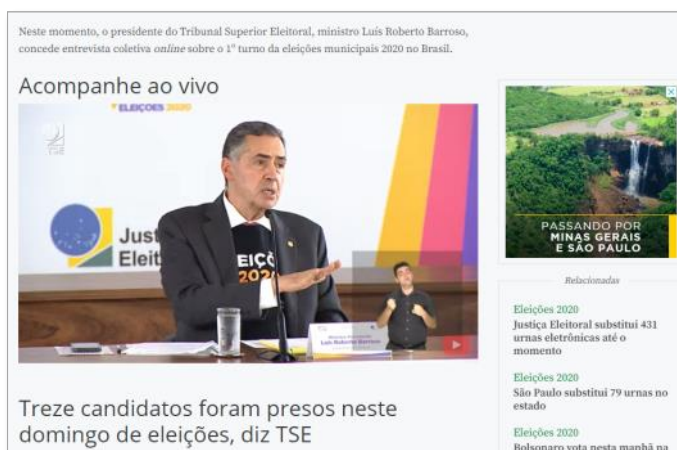 Neste momento, o presidente do Tribunal Superior Eleitoral, ministro Luís Roberto Barroso,
concede entrevista coletiva online sobre o 1º turno da eleições municipais 2020 no Brasil.
Acompanhe ao vivo
ELEIÇÕES 2020
TSE
Just
Eleit
EIÇÕ
2020
Luís Roberto Barroso
Treze candidatos foram presos neste
domingo de eleições, diz TSE
PASSANDO POR
MINAS GERAIS
E SÃO PAULO
Relacionadas
Eleições 2020
Justiça Eleitoral substitui 431
urnas eletrônicas até o
momento
Eleições 2020
São Paulo substitui 79 urnas no
estado
Eleições 2020
Bolsonaro vota nesta manhã na